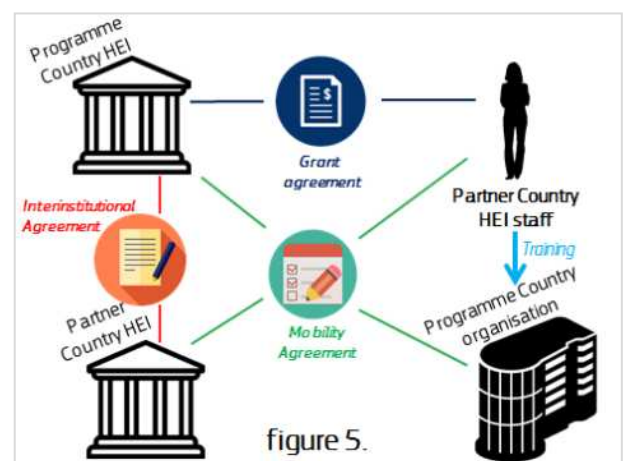 Programme
Country HEI
Grant
agreement
Partner Country
HEI staff
Interinstitutional
Agreement
Training
Partner
Country HEI
Mobility
Agreement
Programme Country
organisation
figure 5.